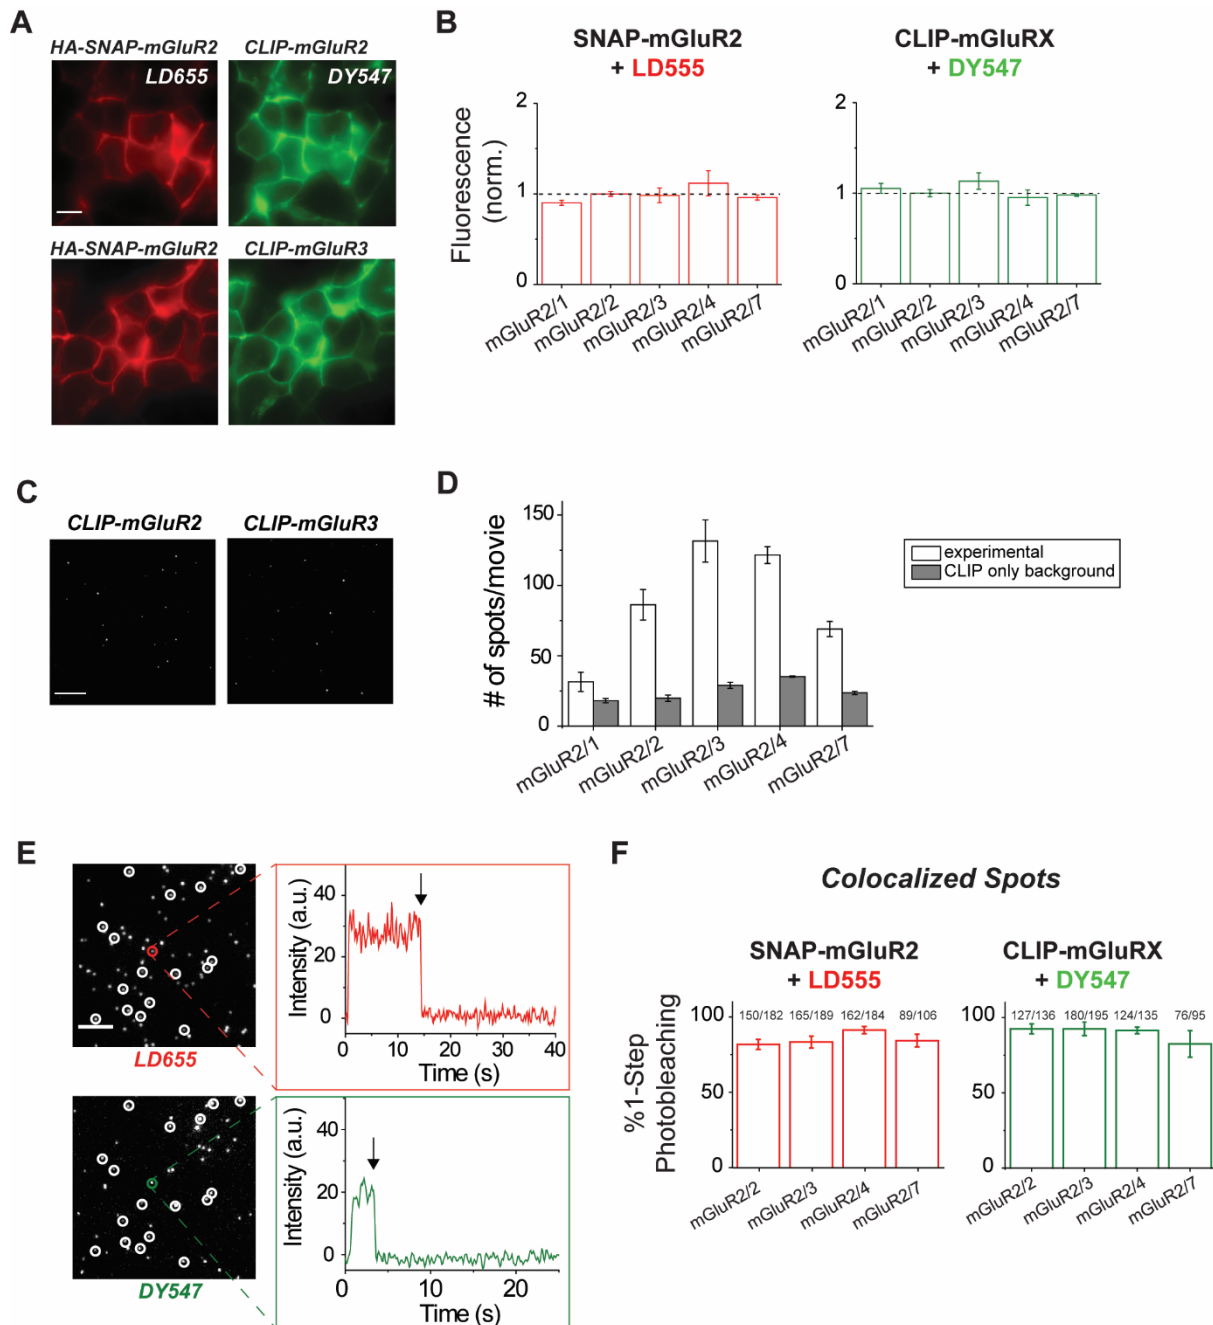 A
HA-SNAP-mGluR2
CLIP-mGluR2
LD655
DY547
HA-SNAP-mGluR2
CLIP-mGluR3
B
SNAP-mGluR2
+ LD555
CLIP-mGluRX
+ DY547
Fluorescence
(norm.)
2
1
0
mGluR2/1
mGluR2/2
mGluR2/3
mGluR2/4
mGluR2/7
2
1
0
mGluR2/1
mGluR2/2
mGluR2/3
mGluR2/4
mGluR2/7
C
CLIP-mGluR2
CLIP-mGluR3
D
# of spots/movie
150
100
50
0
mGluR2/1
mGluR2/2
mGluR2/3
mGluR2/4
mGluR2/7
experimental
CLIP only background
E
LD655
Intensity (a.u.)
40
20
0
0 10 20 30 40
Time (s)
DY547
Intensity (a.u.)
40
20
0
0 10 20
Time (s)
F
Colocalized Spots
SNAP-mGluR2
+ LD555
CLIP-mGluRX
+ DY547
%1-Step
Photobleaching
100
50
0
150/182 165/189 162/184 89/106
mGluR2/2
mGluR2/3
mGluR2/4
mGluR2/7
100
50
0
127/136 180/195 124/135 76/95
mGluR2/2
mGluR2/3
mGluR2/4
mGluR2/7